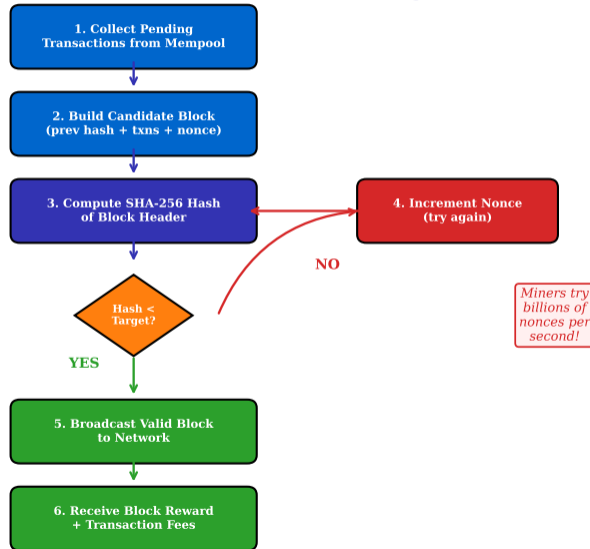 1. Collect Pending
Transactions from Mempool
2. Build Candidate Block
(prev hash + txns + nonce)
3. Compute SHA-256 Hash
of Block Header
4. Increment Nonce
(try again)
NO
Hash <
Target?
Miners try
billions of
nonces per
second!
YES
5. Broadcast Valid Block
to Network
6. Receive Block Reward
+ Transaction Fees